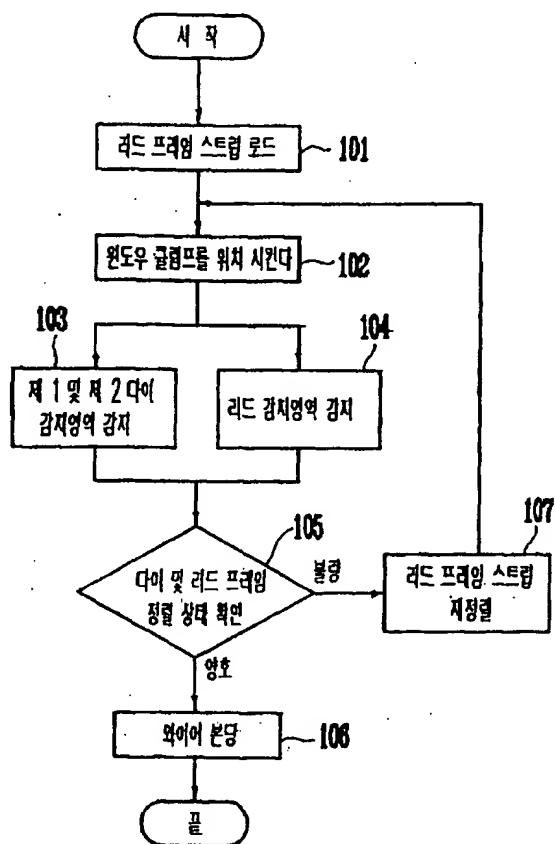 시 작
리드 프레임 스트립 로드
101
윈도우 클램프를 위치 시킨다
102
103
제 1 및 제 2 다이
감지영역 감지
104
리드 감지영역 감지
105
다이 및 리드 프레임
정렬 상태 확인
불량
107
리드 프레임 스트립
재정렬
양호
와이어 본딩
106
끝